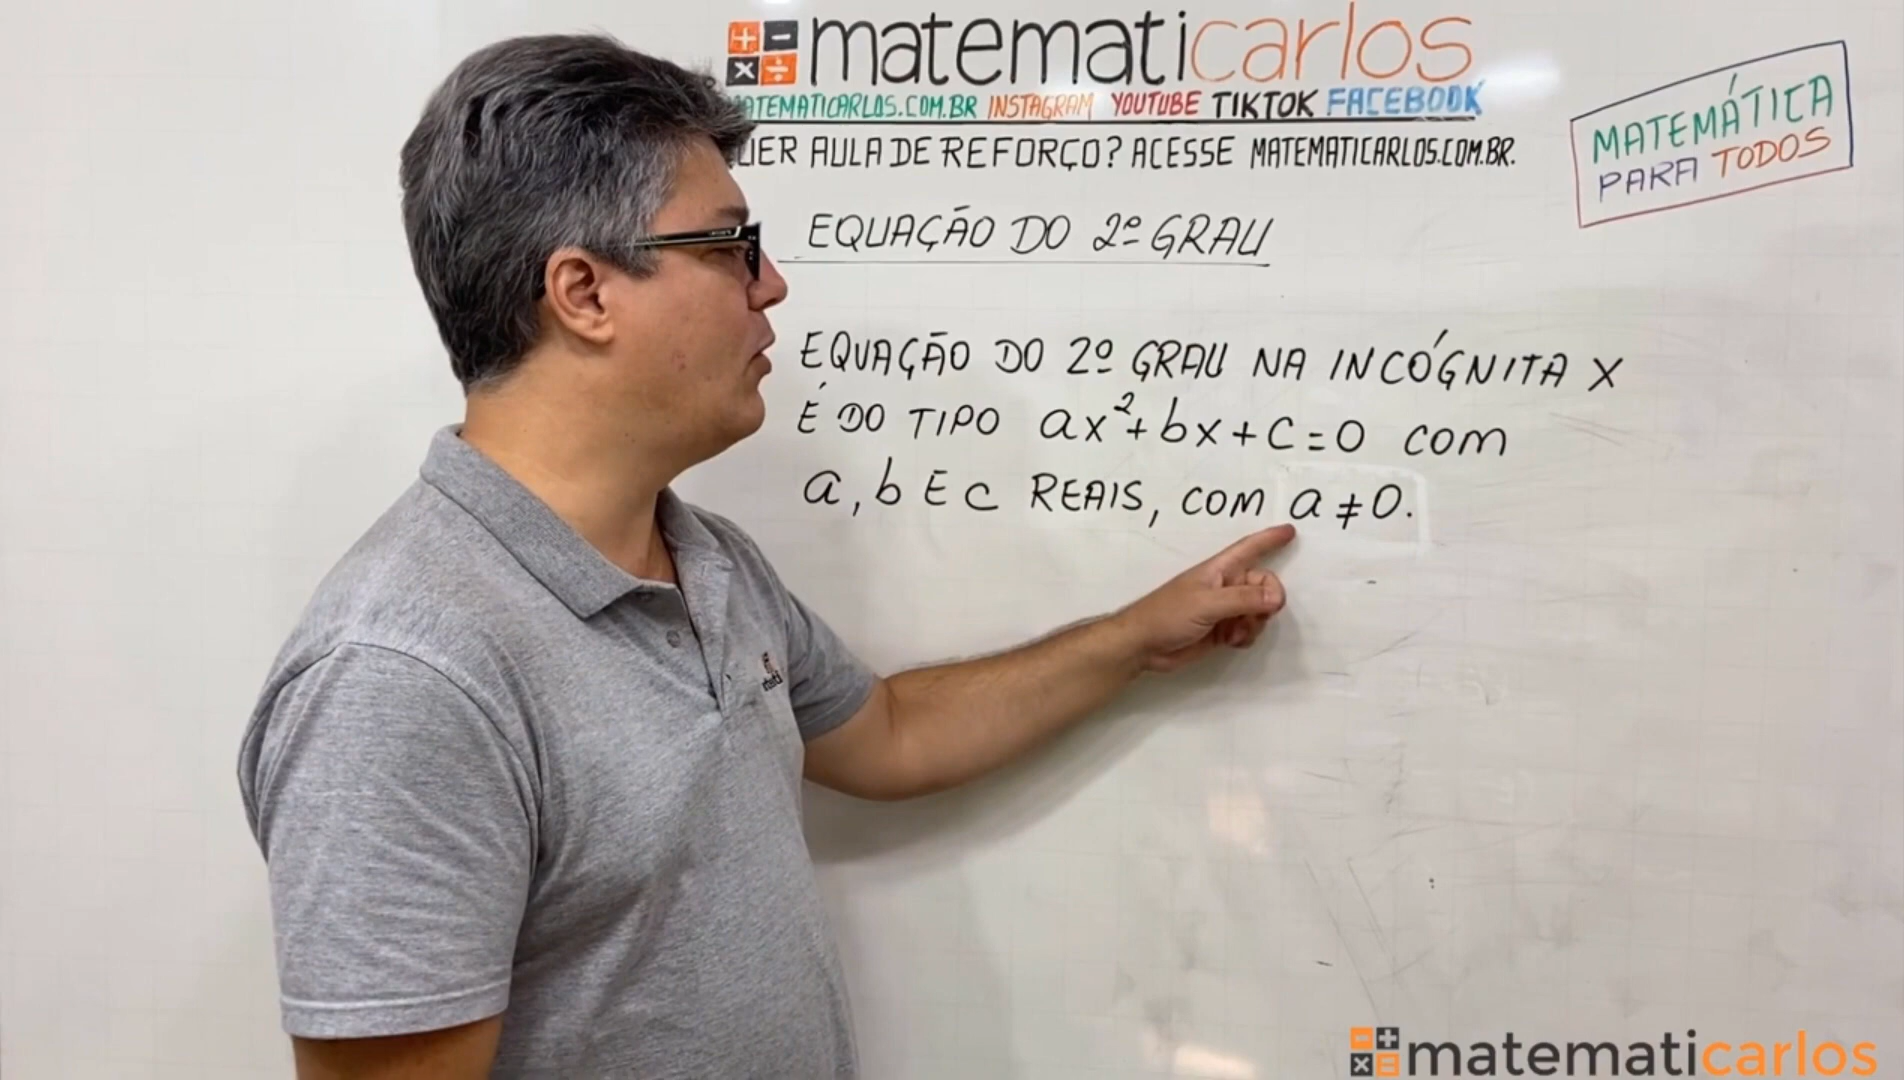 matematicarlos
MATEMATICARLOS.COM.BR INSTAGRAM YOUTUBE TIKTOK FACEBOOK
AULA DE REFORÇO? ACESSE MATEMATICARLOS.COM.BR.
MATEMÁTICA
PARA TODOS
EQUAÇÃO DO 2º GRAU
EQUAÇÃO DO 2º GRAU NA INCÓGNITA X
É DO TIPO ax²+bx+c=0 COM
a, b E C REAIS, COM a ≠ 0.
matematicarlos